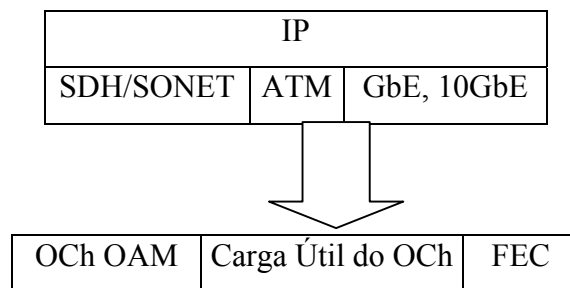 IP
SDH/SONET ATM GbE, 10GbE
OCh OAM Carga Útil do OCh FEC